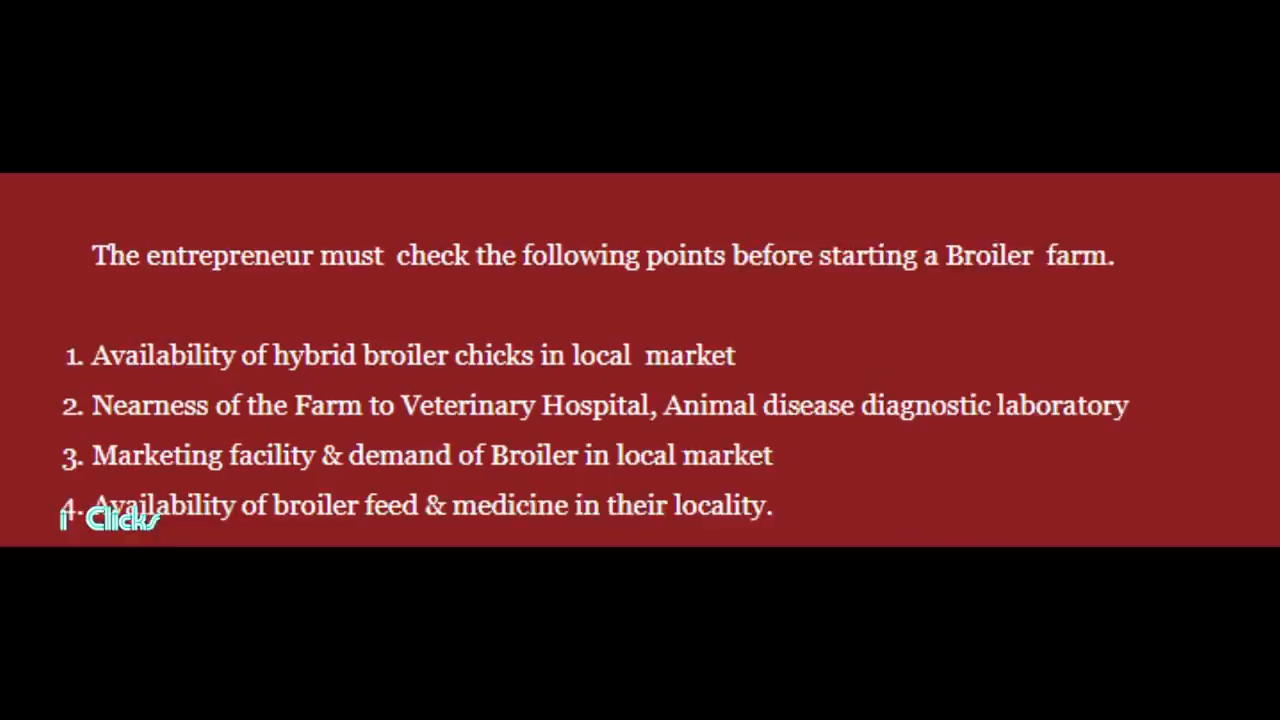 The entrepreneur must check the following points before starting a Broiler farm.
1. Availability of hybrid broiler chicks in local market
2. Nearness of the Farm to Veterinary Hospital, Animal disease diagnostic laboratory
3. Marketing facility & demand of Broiler in local market
4. Availability of broiler feed & medicine in their locality.
i Clicks